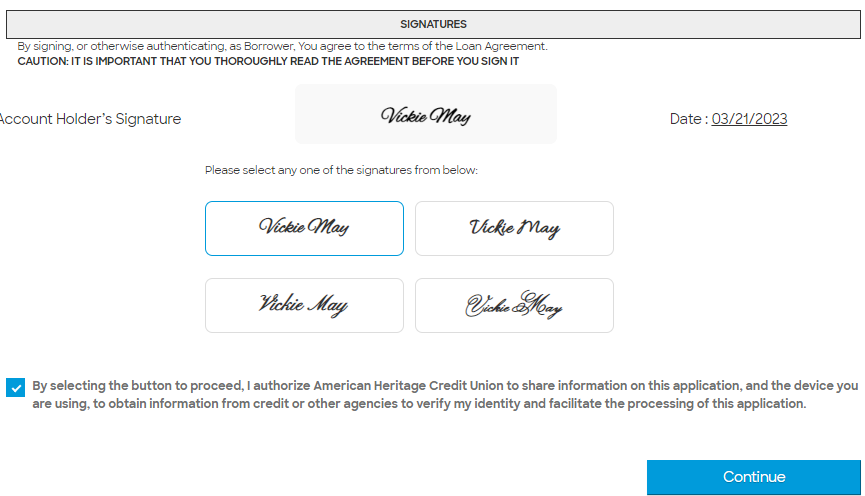 SIGNATURES
By signing, or otherwise authenticating, as Borrower, You agree to the terms of the Loan Agreement.
CAUTION: IT IS IMPORTANT THAT YOU THOROUGHLY READ THE AGREEMENT BEFORE YOU SIGN IT
Account Holder's Signature Vickie May Date : 03/21/2023
Please select any one of the signatures from below:
Vickie May Vickie May
Vickie May Vickie May
By selecting the button to proceed, I authorize American Heritage Credit Union to share information on this application, and the device you
are using, to obtain information from credit or other agencies to verify my identity and facilitate the processing of this application.
Continue